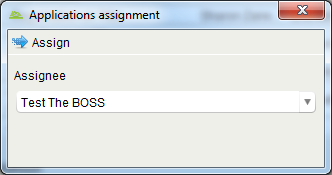 Applications assignment
Assign
Assignee
Test The BOSS